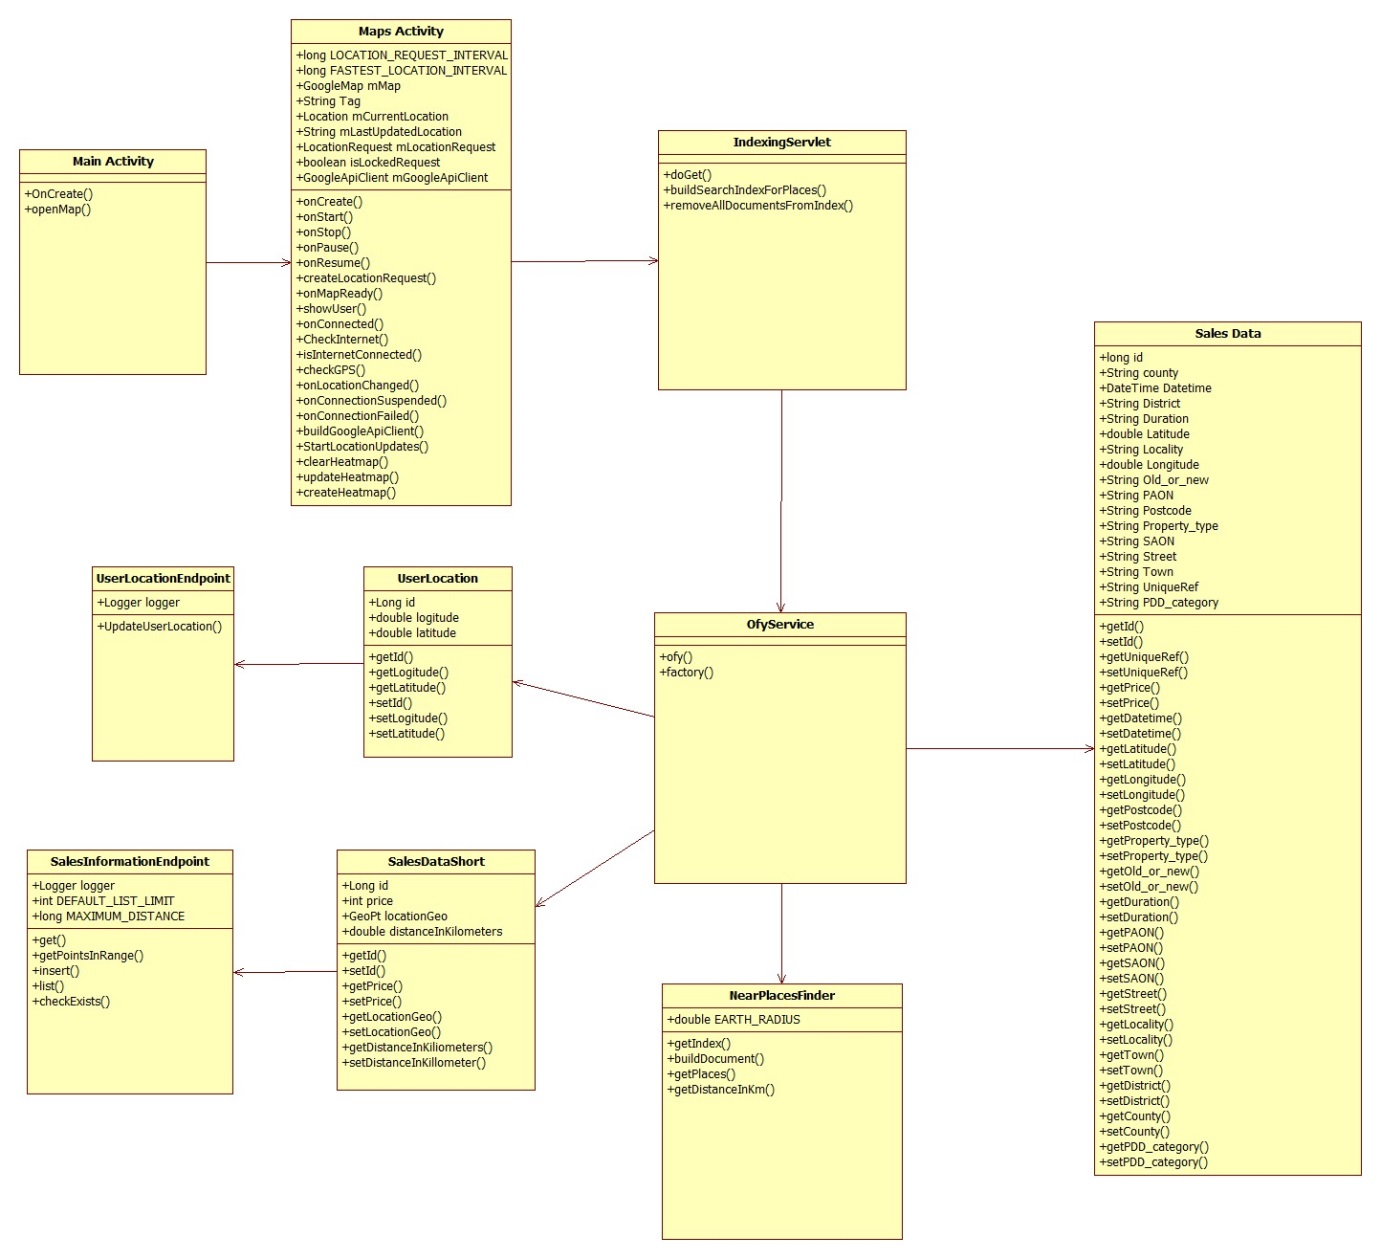 Maps Activity
+long LOCATION_REQUEST_INTERVAL
+long FASTEST_LOCATION_INTERVAL
+GoogleMap mMap
+String Tag
+Location mCurrentLocation
+String mLastUpdatedLocation
+LocationRequest mLocationRequest
+boolean isLockedRequest
+GoogleApiClient mGoogleApiClient
+onCreate()
+onStart()
+onStop()
+onPause()
+onResume()
+createLocationRequest()
+onMapReady()
+showUser()
+onConnected()
+CheckInternet()
+isInternetConnected()
+checkGPS()
+onLocationChanged()
+onConnectionSuspended()
+onConnectionFailed()
+buildGoogleApiClient()
+StartLocationUpdates()
+clearHeatmap()
+updateHeatmap()
+createHeatmap()
Main Activity
+OnCreate()
+openMap()
IndexingServlet
+doGet()
+buildSearchIndexForPlaces()
+removeAllDocumentsFromIndex()
Sales Data
+long id
+String county
+DateTime Datetime
+String District
+String Duration
+double Latitude
+String Locality
+double Longitude
+String Old_or_new
+String PAON
+String Postcode
+String Property_type
+String SAON
+String Street
+String Town
+String UniqueRef
+String PDD_category
+getId()
+setId()
+getUniqueRef()
+setUniqueRef()
+getPrice()
+setPrice()
+getDatetime()
+setDatetime()
+getLatitude()
+setLatitude()
+getLongitude()
+setLongitude()
+getPostcode()
+setPostcode()
+getProperty_type()
+setProperty_type()
+getOld_or_new()
+setOld_or_new()
+getDuration()
+setDuration()
+getPAON()
+setPAON()
+getSAON()
+setSAON()
+getStreet()
+setStreet()
+getLocality()
+setLocality()
+getTown()
+setTown()
+getDistrict()
+setDistrict()
+getCounty()
+setCounty()
+getPDD_category()
+setPDD_category()
UserLocationEndpoint
+Logger logger
+UpdateUserLocation()
UserLocation
+Long id
+double logitude
+double latitude
+getId()
+getLogitude()
+getLatitude()
+setId()
+setLogitude()
+setLatitude()
OfyService
+ofy()
+factory()
SalesInformationEndpoint
+Logger logger
+int DEFAULT_LIST_LIMIT
+long MAXIMUM_DISTANCE
+get()
+getPointsInRange()
+insert()
+list()
+checkExists()
SalesDataShort
+Long id
+int price
+GeoPt locationGeo
+double distanceInKilometers
+getId()
+setId()
+getPrice()
+setPrice()
+getLocationGeo()
+setLocationGeo()
+getDistanceInKiliometers()
+setDistanceInKillometer()
NearPlacesFinder
+double EARTH_RADIUS
+getIndex()
+buildDocument()
+getPlaces()
+getDistanceInKm()